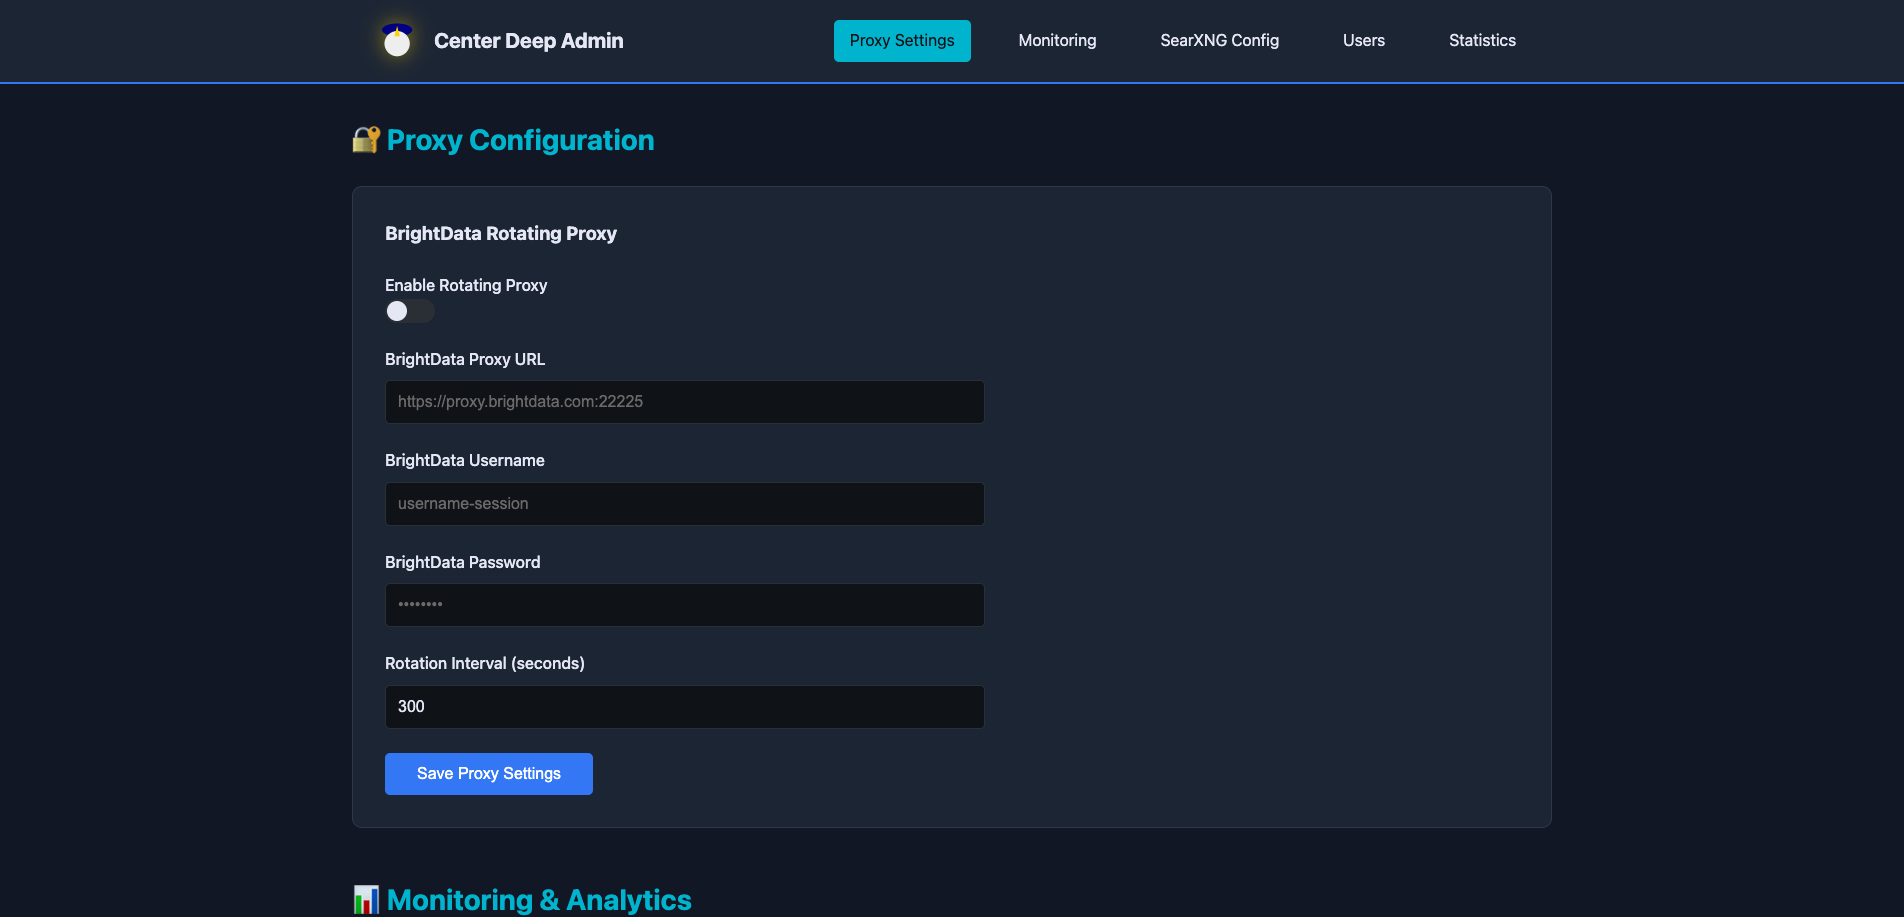 Center Deep Admin
Proxy Settings
Monitoring
SearXNG Config
Users
Statistics
Proxy Configuration
BrightData Rotating Proxy
Enable Rotating Proxy
BrightData Proxy URL
https://proxy.brightdata.com:22225
BrightData Username
username-session
BrightData Password
••••••••
Rotation Interval (seconds)
300
Save Proxy Settings
Monitoring & Analytics